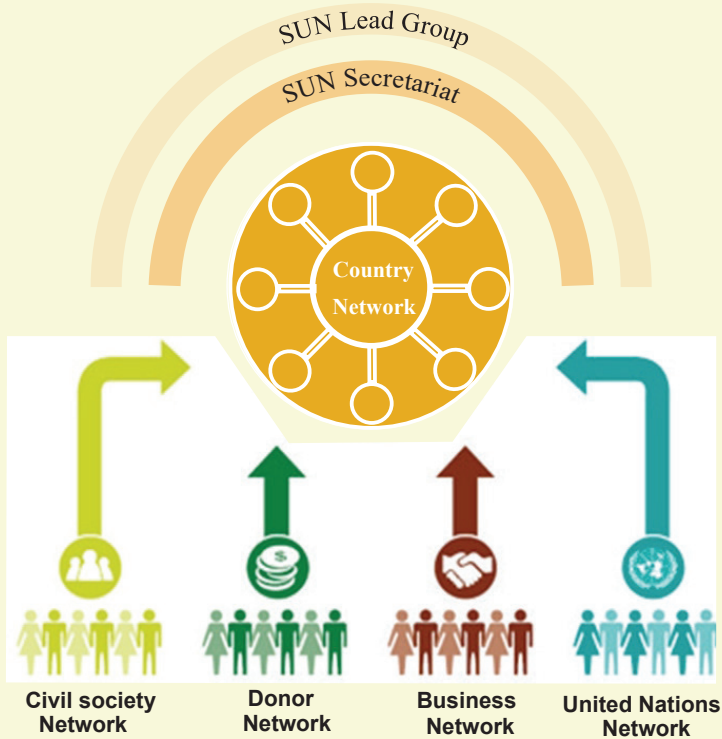 SUN Lead Group
SUN Secretariat
Country
Network
$
Civil society
Network
Donor
Network
Business
Network
United Nations
Network